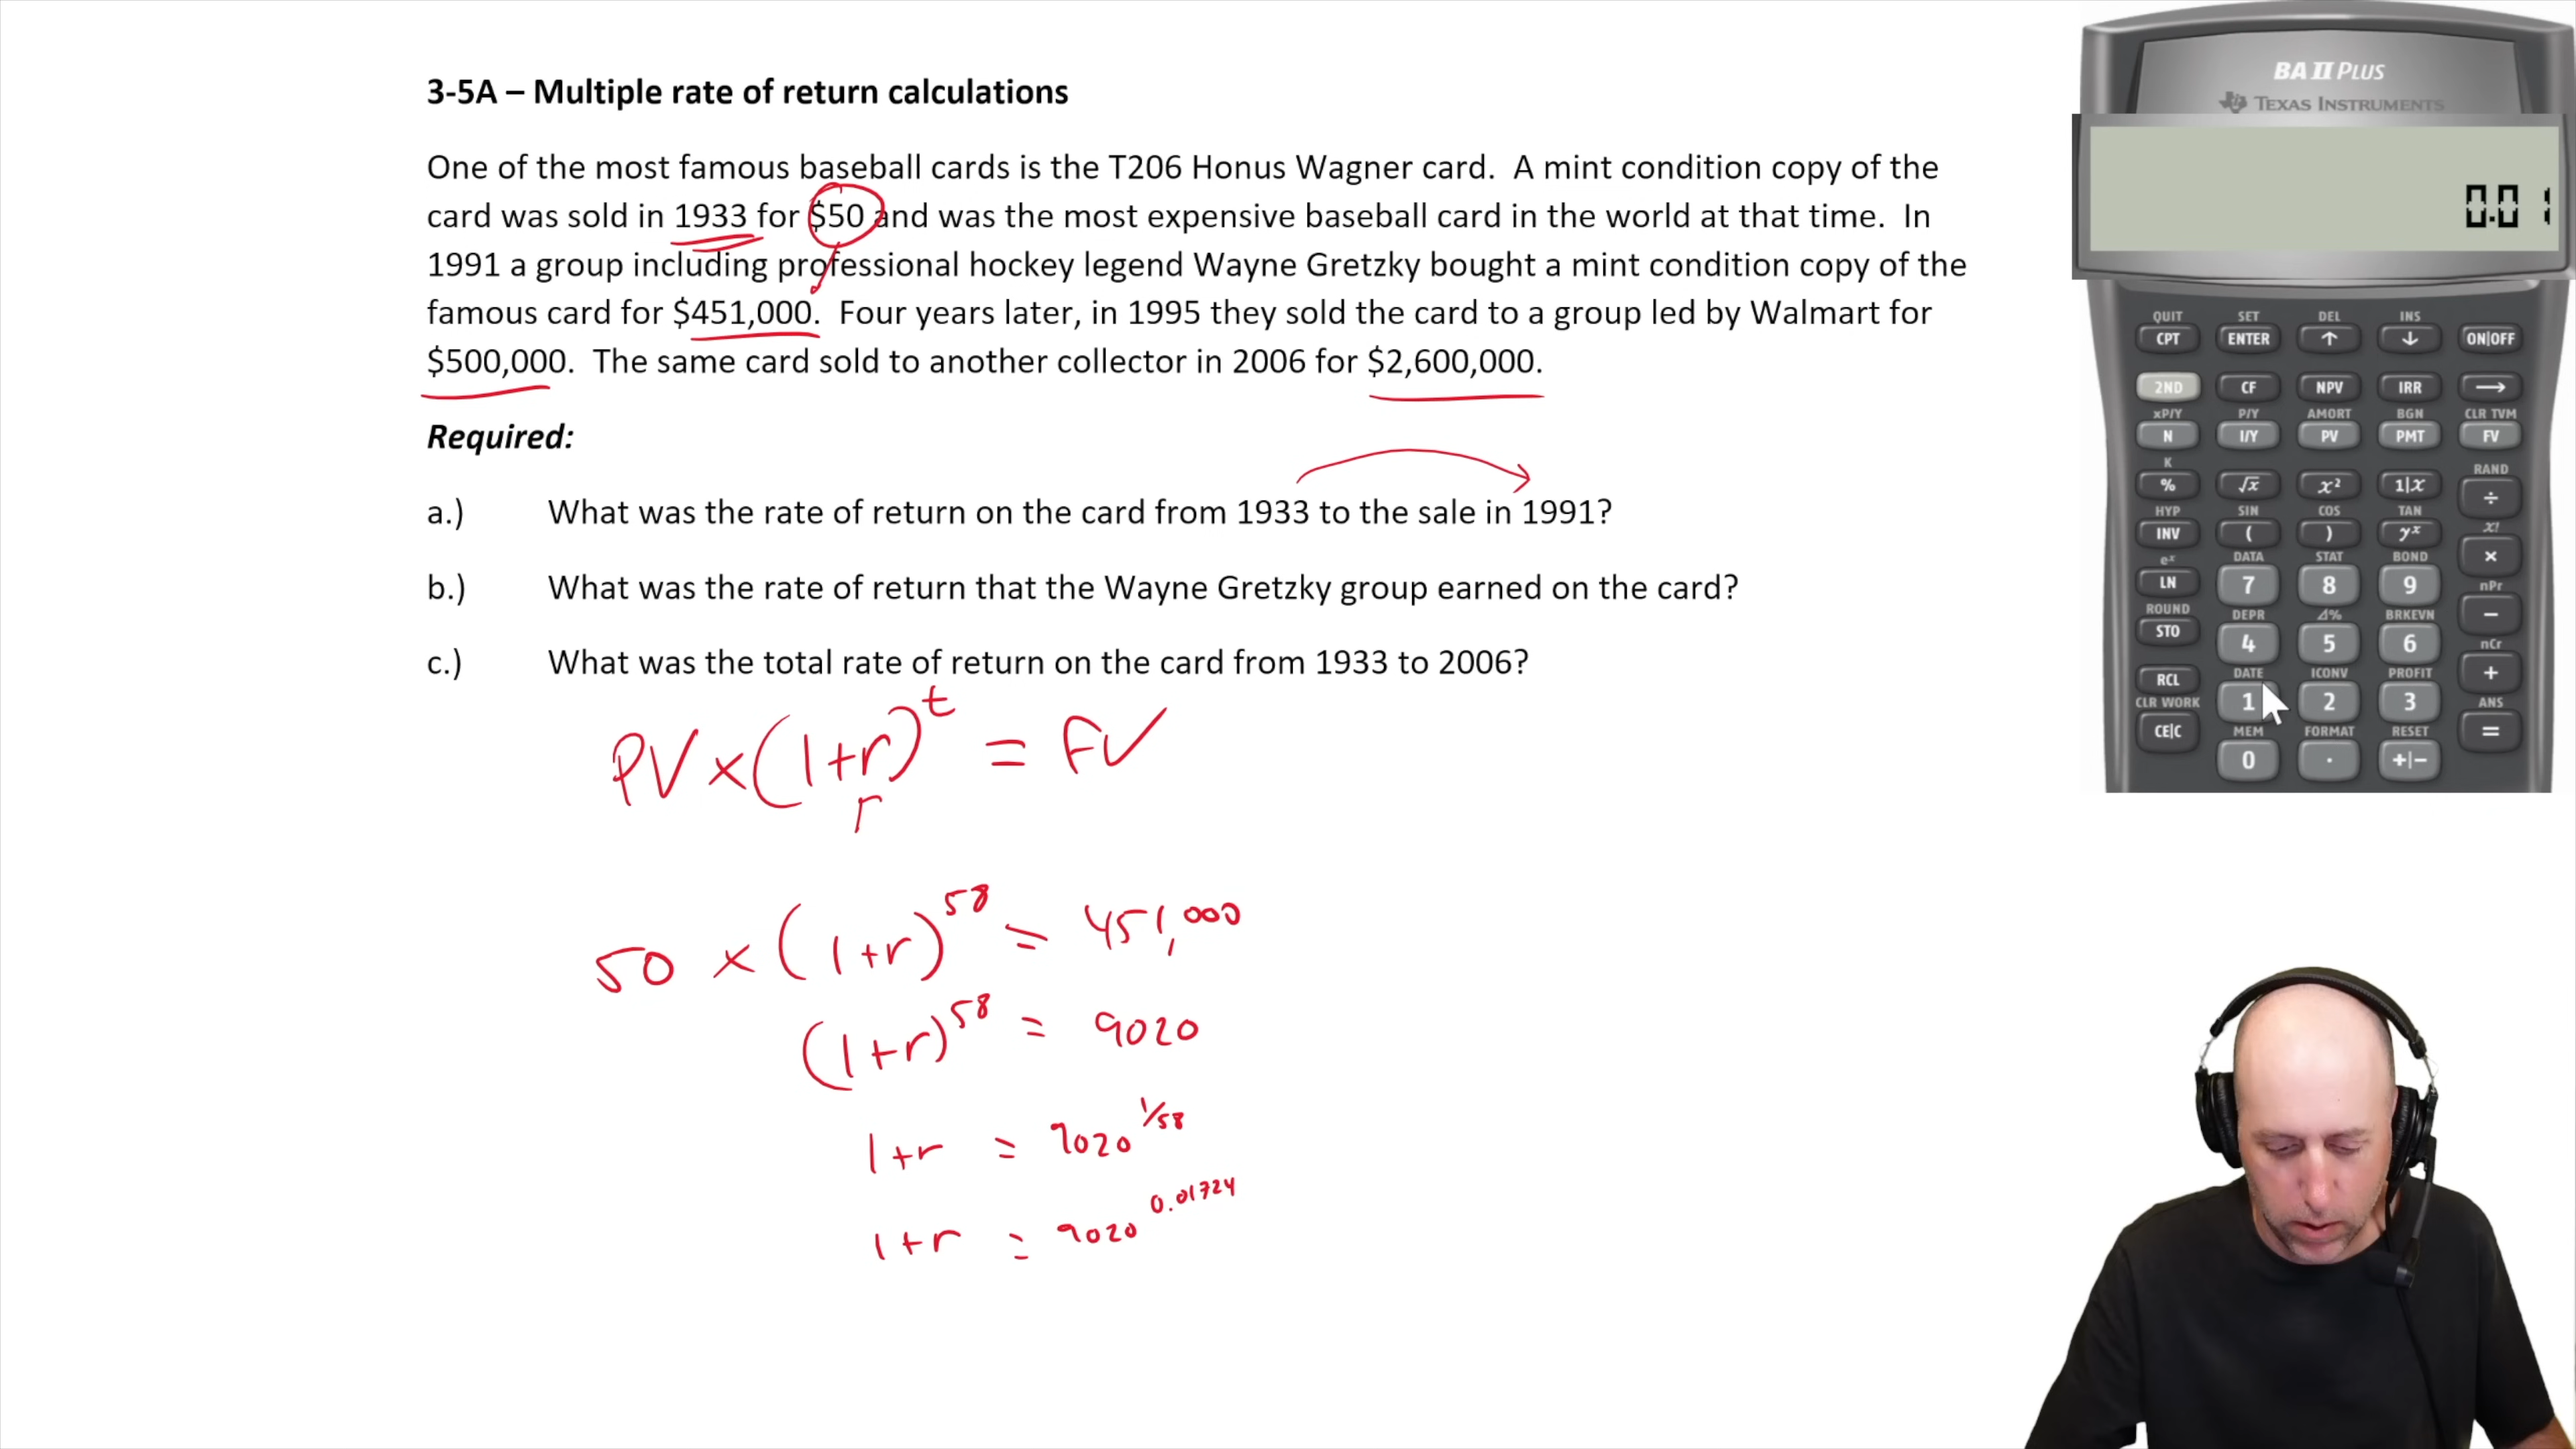 3-5A – Multiple rate of return calculations
One of the most famous baseball cards is the T206 Honus Wagner card. A mint condition copy of the
card was sold in 1933 for $50 and was the most expensive baseball card in the world at that time. In
1991 a group including professional hockey legend Wayne Gretzky bought a mint condition copy of the
famous card for $451,000. Four years later, in 1995 they sold the card to a group led by Walmart for
$500,000. The same card sold to another collector in 2006 for $2,600,000.
Required:
a.) What was the rate of return on the card from 1933 to the sale in 1991?
b.) What was the rate of return that the Wayne Gretzky group earned on the card?
c.) What was the total rate of return on the card from 1933 to 2006?
PV × (1+r)^t = FV
r
50 × (1+r)^58 = 451,000
(1+r)^58 = 9020
1+r = 9020^1/58
1+r = 9020^0.01724
BA II PLUS
TEXAS INSTRUMENTS
0.01
QUIT SET DEL INS
CPT ENTER ↑ ↓ ON|OFF
2ND CF NPV IRR →
xP/Y P/Y AMORT BGN CLR TVM
N I/Y PV PMT FV
K RAND
% √x x² 1|x ÷
HYP SIN COS TAN x!
INV ( ) yˣ ×
eˣ DATA STAT BOND nPr
LN 7 8 9 −
ROUND DEPR Δ% BRKEVN nCr
STO 4 5 6 +
DATE ICONV PROFIT
RCL 1 2 3
CLR WORK MEM FORMAT RESET ANS
CE|C 0 . +|− =